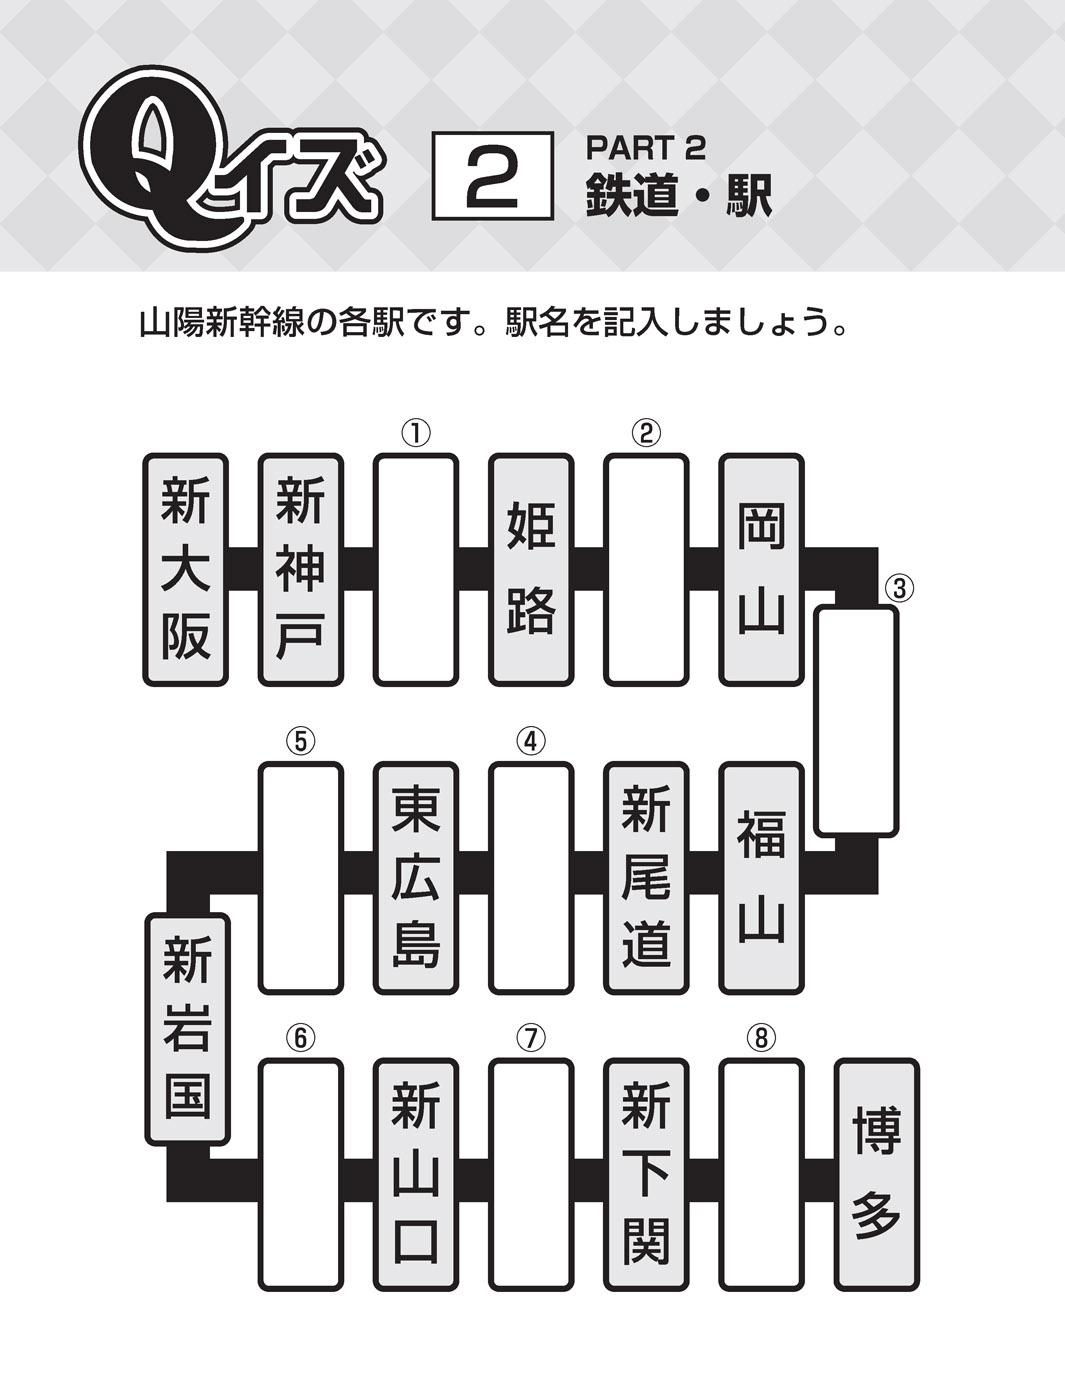 Qイズ
2
PART 2
鉄道・駅
山陽新幹線の各駅です。駅名を記入しましょう。
①
②
新大阪
新神戸
姫路
岡山
③
⑤
④
東広島
新尾道
福山
新岩国
⑥
⑦
⑧
新山口
新下関
博多